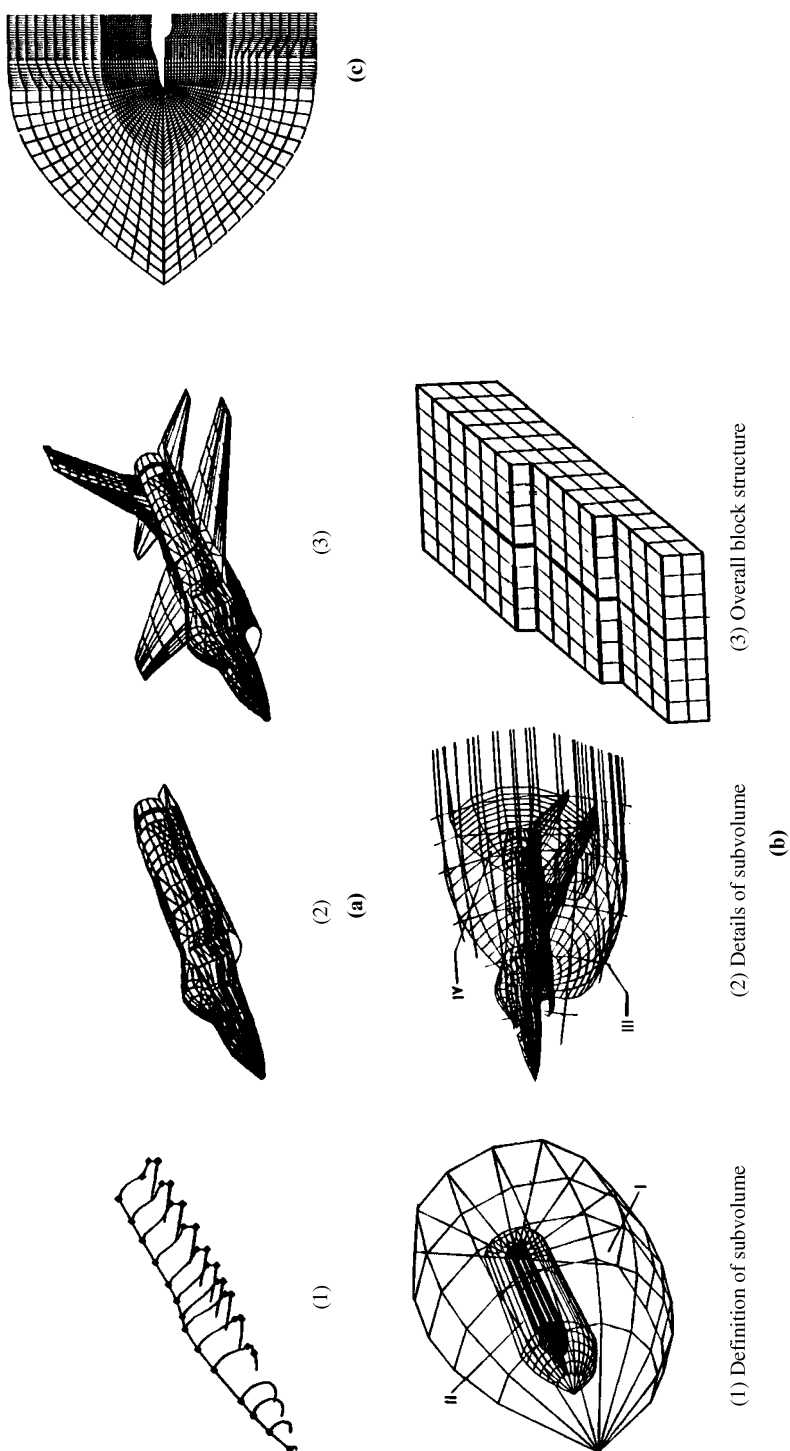 (1)
(2)
(3)
(a)
I
II
III
IV
(1) Definition of subvolume
(2) Details of subvolume
(3) Overall block structure
(b)
(c)